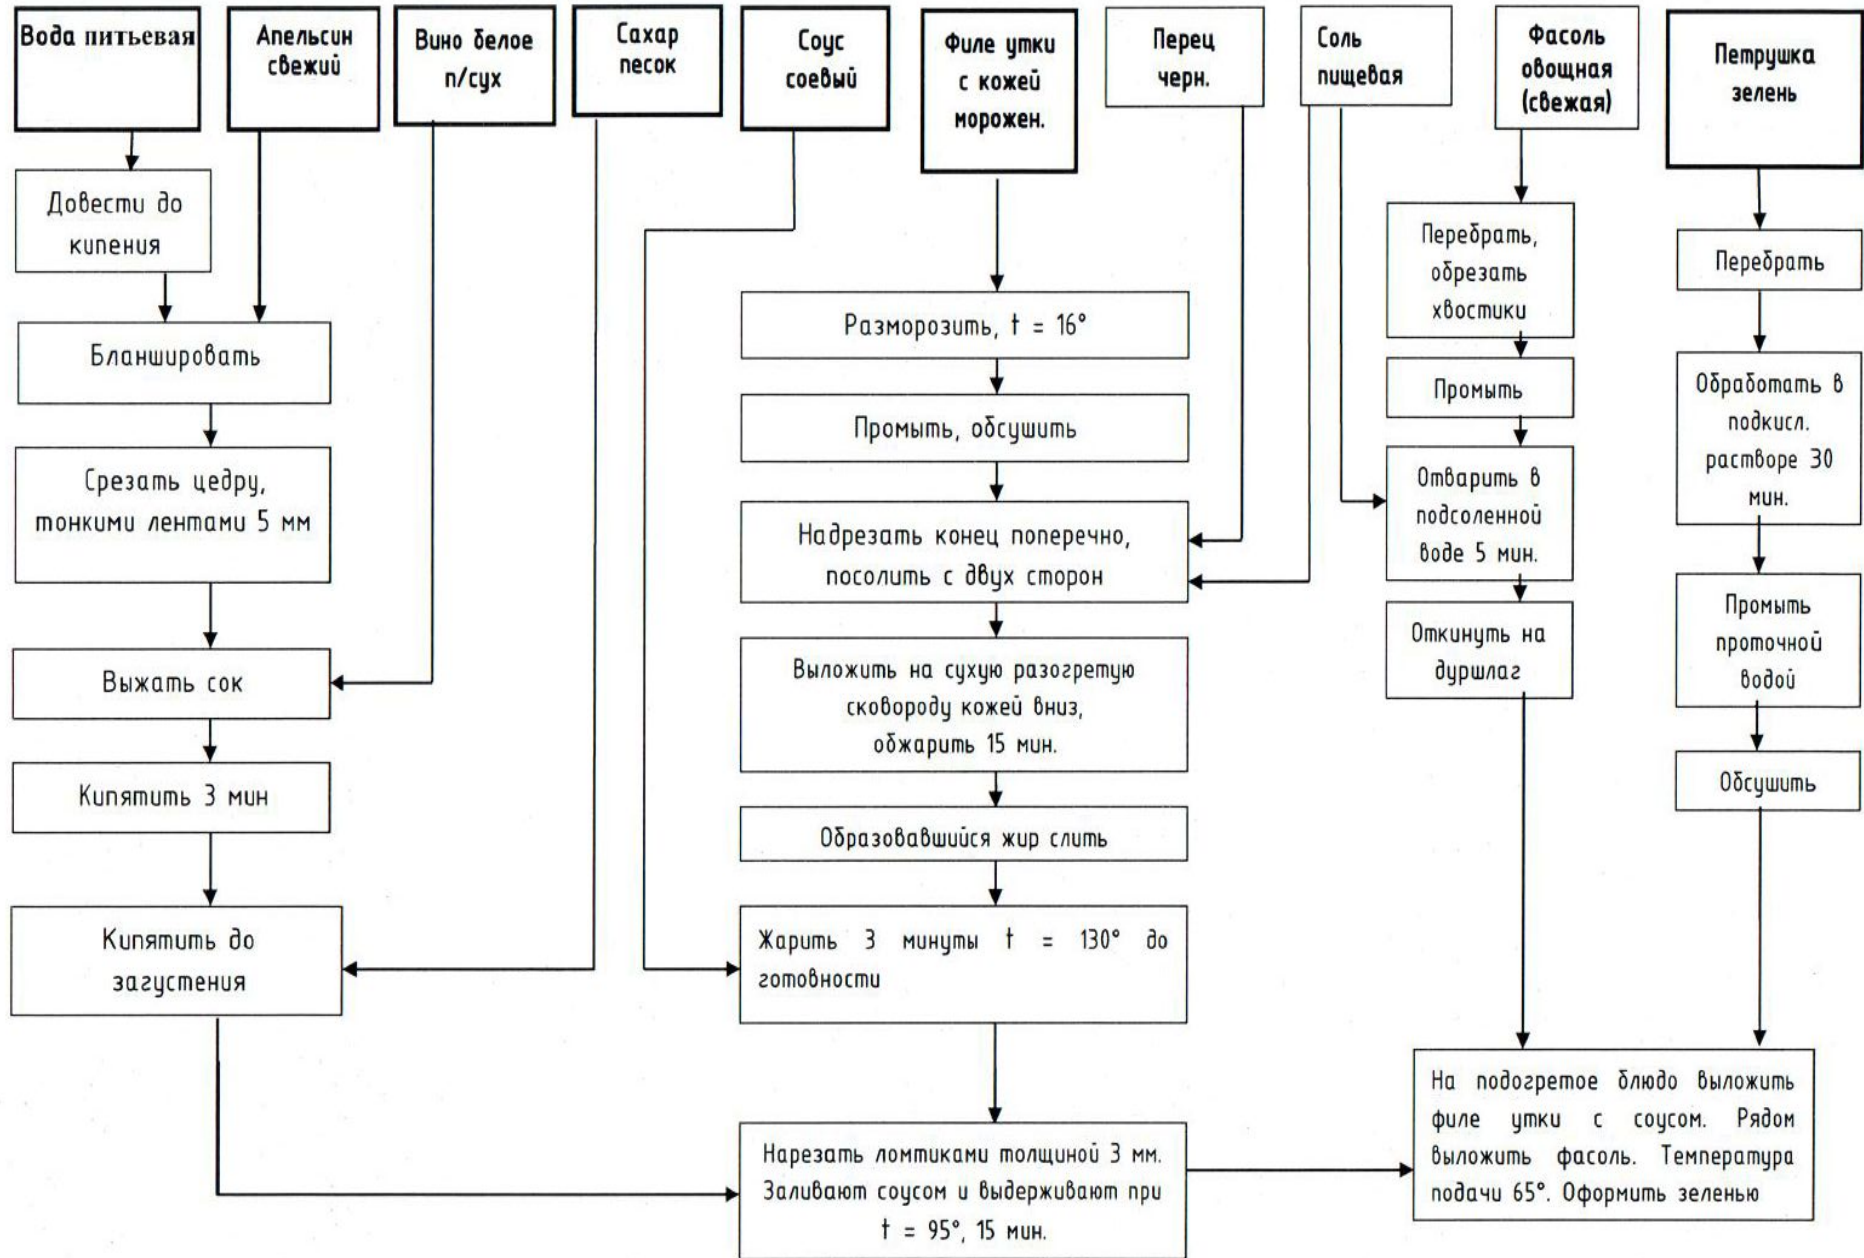 Вода питьевая
Апельсин
свежий
Вино белое
п/сух
Сахар
песок
Соус
соевый
Филе утки
с кожей
морожен.
Перец
черн.
Соль
пищевая
Фасоль
овощная
(свежая)
Петрушка
зелень
Довести до
кипения
Бланшировать
Срезать цедру,
тонкими лентами 5 мм
Выжать сок
Кипятить 3 мин
Кипятить до
загустения
Разморозить, t = 16°
Промыть, обсушить
Надрезать конец поперечно,
посолить с двух сторон
Выложить на сухую разогретую
сковороду кожей вниз,
обжарить 15 мин.
Образовавшийся жир слить
Жарить 3 минуты t = 130° до
готовности
Нарезать ломтиками толщиной 3 мм.
Заливают соусом и выдерживают при
t = 95°, 15 мин.
Перебрать,
обрезать
хвостики
Промыть
Отварить в
подсоленной
воде 5 мин.
Откинуть на
дуршлаг
Перебрать
Обработать в
подкисл.
растворе 30
мин.
Промыть
проточной
водой
Обсушить
На подогретое блюдо выложить
филе утки с соусом. Рядом
выложить фасоль. Температура
подачи 65°. Оформить зеленью